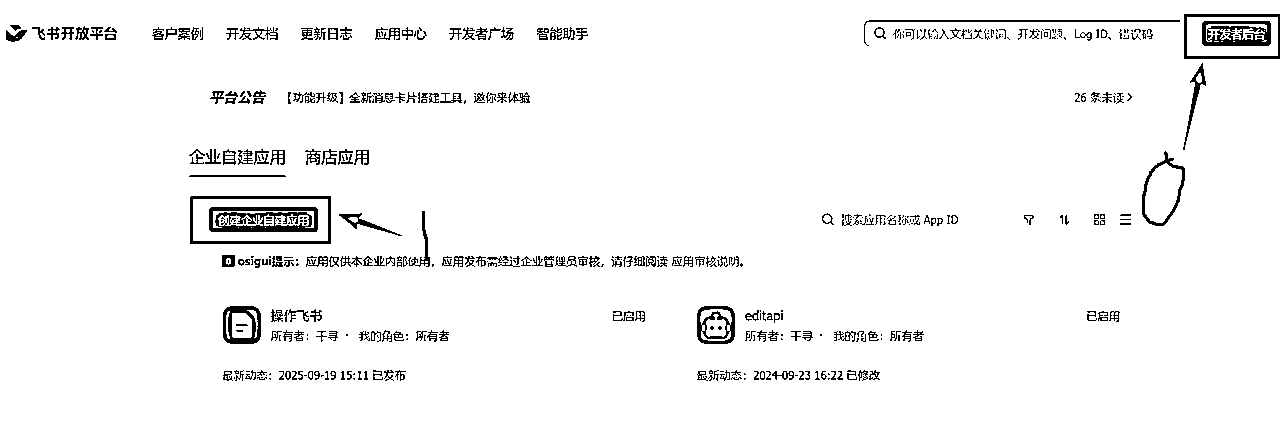 飞书开放平台 客户案例 开发文档 更新日志 应用中心 开发者广场 智能助手 你可以输入文档关键词、开发问题、Log ID、错误码 开发者后台
平台公告 【功能升级】全新消息卡片搭建工具，邀你来体验 26 条未读
企业自建应用 商店应用
创建企业自建应用 搜索应用名称或 App ID
osigui提示：应用仅供本企业内部使用，应用发布需经过企业管理员审核，请仔细阅读 应用审核说明。
操作飞书 已启用 editapi 已启用
所有者：千寻 · 我的角色：所有者 所有者：千寻 · 我的角色：所有者
最新动态：2025-09-19 15:11 已发布 最新动态：2024-09-23 16:22 已修改